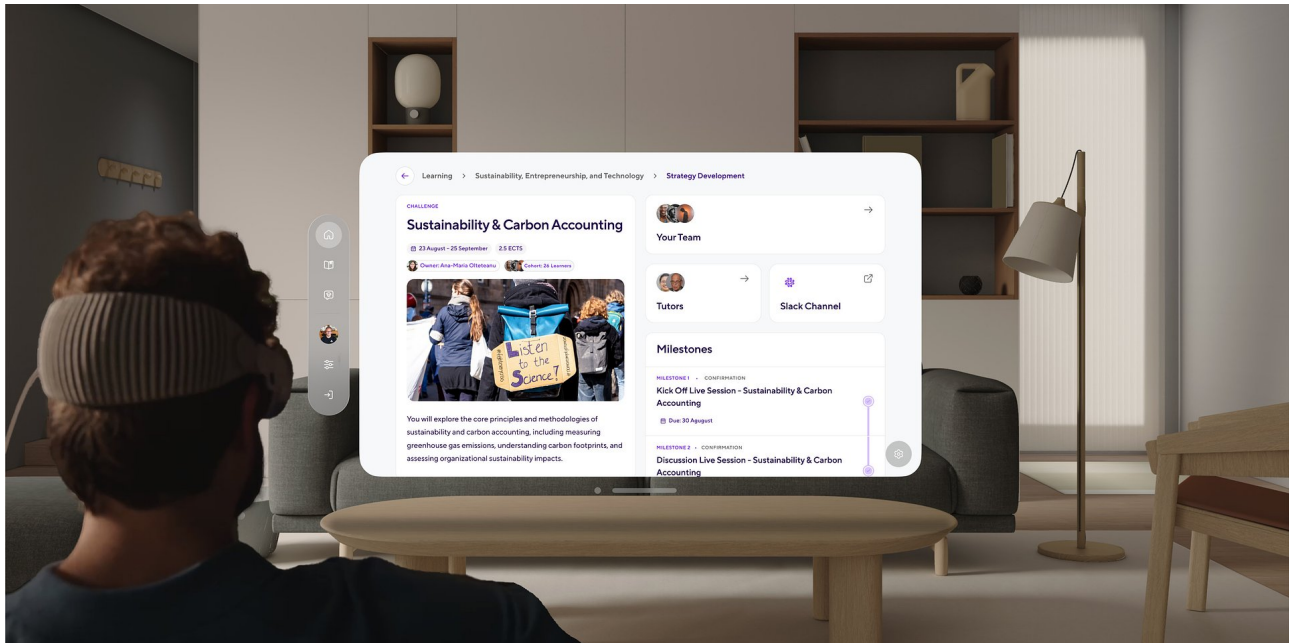 Learning > Sustainability, Entrepreneurship, and Technology > Strategy Development
CHALLENGE
Sustainability & Carbon Accounting
23 August - 25 September 2.5 ECTS
Owner: Ana-Maria Olteteanu Cohort: 26 Learners
Listen
to the
Science!
You will explore the core principles and methodologies of
sustainability and carbon accounting, including measuring
greenhouse gas emissions, understanding carbon footprints, and
assessing organizational sustainability impacts.
Your Team
Tutors
Slack Channel
Milestones
MILESTONE 1 • CONFIRMATION
Kick Off Live Session - Sustainability & Carbon
Accounting
Due: 30 Agugust
MILESTONE 2 • CONFIRMATION
Discussion Live Session - Sustainability & Carbon
Accounting